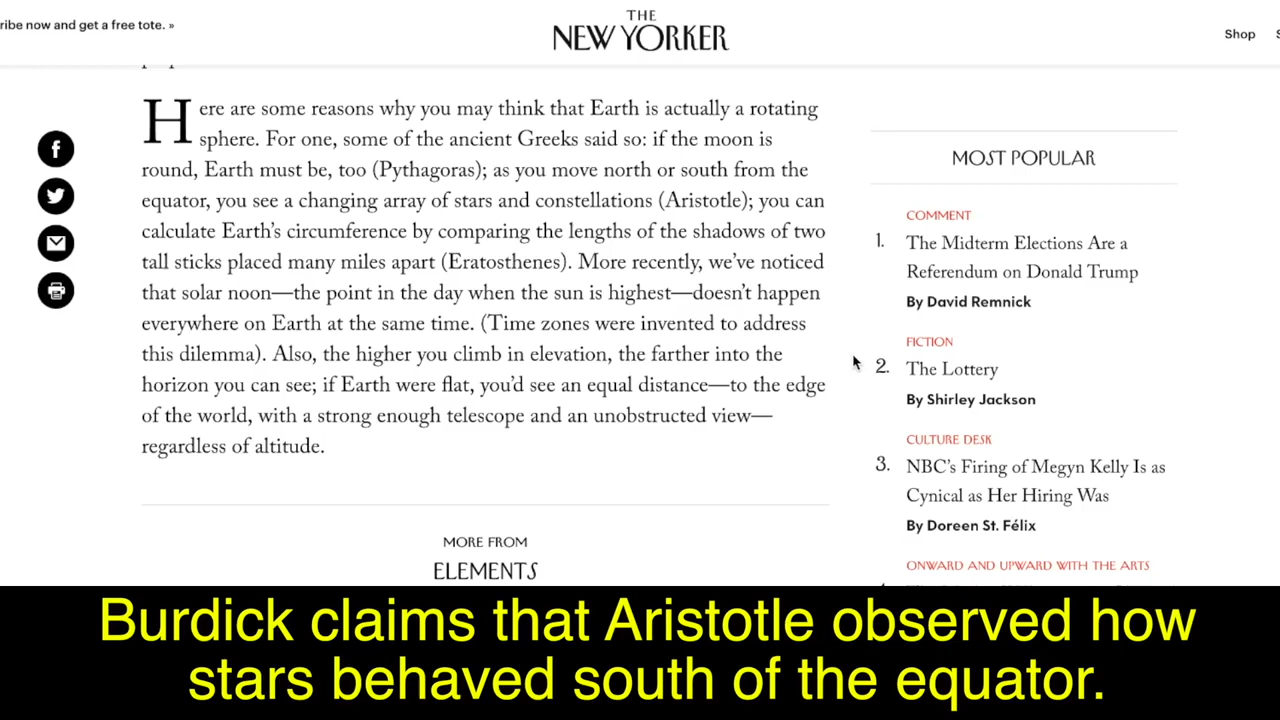 ribe now and get a free tote. »
THE
NEW YORKER
Shop
Here are some reasons why you may think that Earth is actually a rotating
sphere. For one, some of the ancient Greeks said so: if the moon is
round, Earth must be, too (Pythagoras); as you move north or south from the
equator, you see a changing array of stars and constellations (Aristotle); you can
calculate Earth’s circumference by comparing the lengths of the shadows of two
tall sticks placed many miles apart (Eratosthenes). More recently, we’ve noticed
that solar noon—the point in the day when the sun is highest—doesn’t happen
everywhere on Earth at the same time. (Time zones were invented to address
this dilemma). Also, the higher you climb in elevation, the farther into the
horizon you can see; if Earth were flat, you’d see an equal distance—to the edge
of the world, with a strong enough telescope and an unobstructed view—
regardless of altitude.
MORE FROM
ELEMENTS
MOST POPULAR
COMMENT
1. The Midterm Elections Are a
Referendum on Donald Trump
By David Remnick
FICTION
2. The Lottery
By Shirley Jackson
CULTURE DESK
3. NBC’s Firing of Megyn Kelly Is as
Cynical as Her Hiring Was
By Doreen St. Félix
ONWARD AND UPWARD WITH THE ARTS
Burdick claims that Aristotle observed how
stars behaved south of the equator.